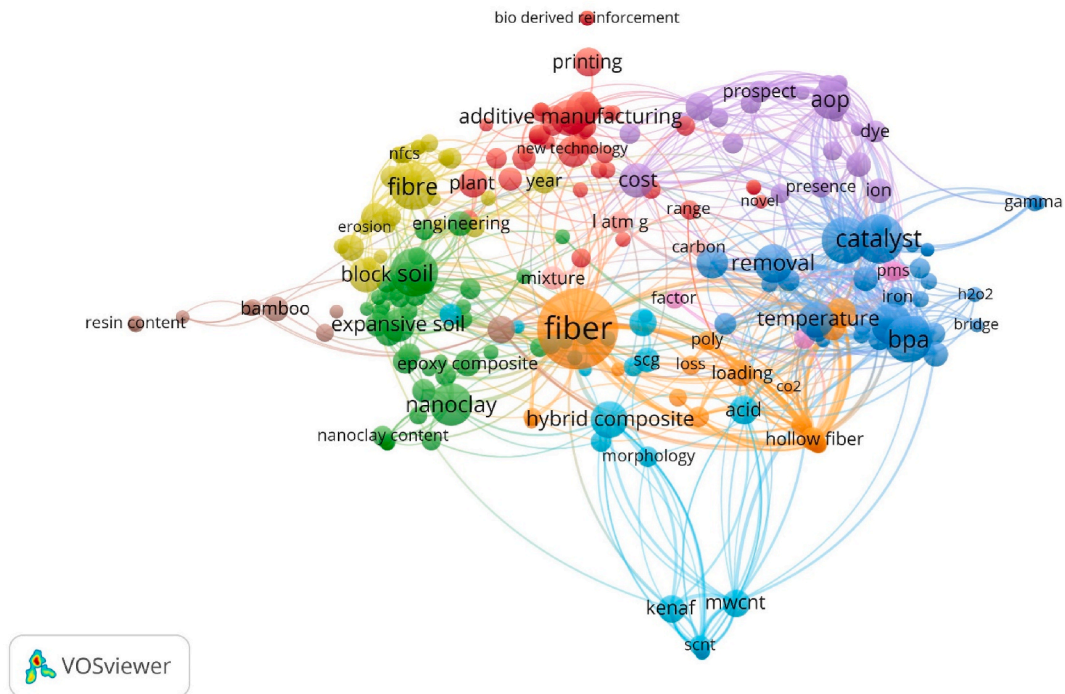 bio derived reinforcement
printing
prospect
aop
additive manufacturing
dye
new technology
nfcs
plant
year
cost
presence
ion
fibre
novel
gamma
range
erosion
engineering
l atm g
catalyst
carbon
removal
block soil
mixture
pms
factor
iron
h2o2
bamboo
resin content
expansive soil
fiber
temperature
bridge
poly
bpa
epoxy composite
scg
loss
loading
co2
nanoclay
hybrid composite
acid
nanoclay content
hollow fiber
morphology
kenaf
mwcnt
scnt
VOSviewer